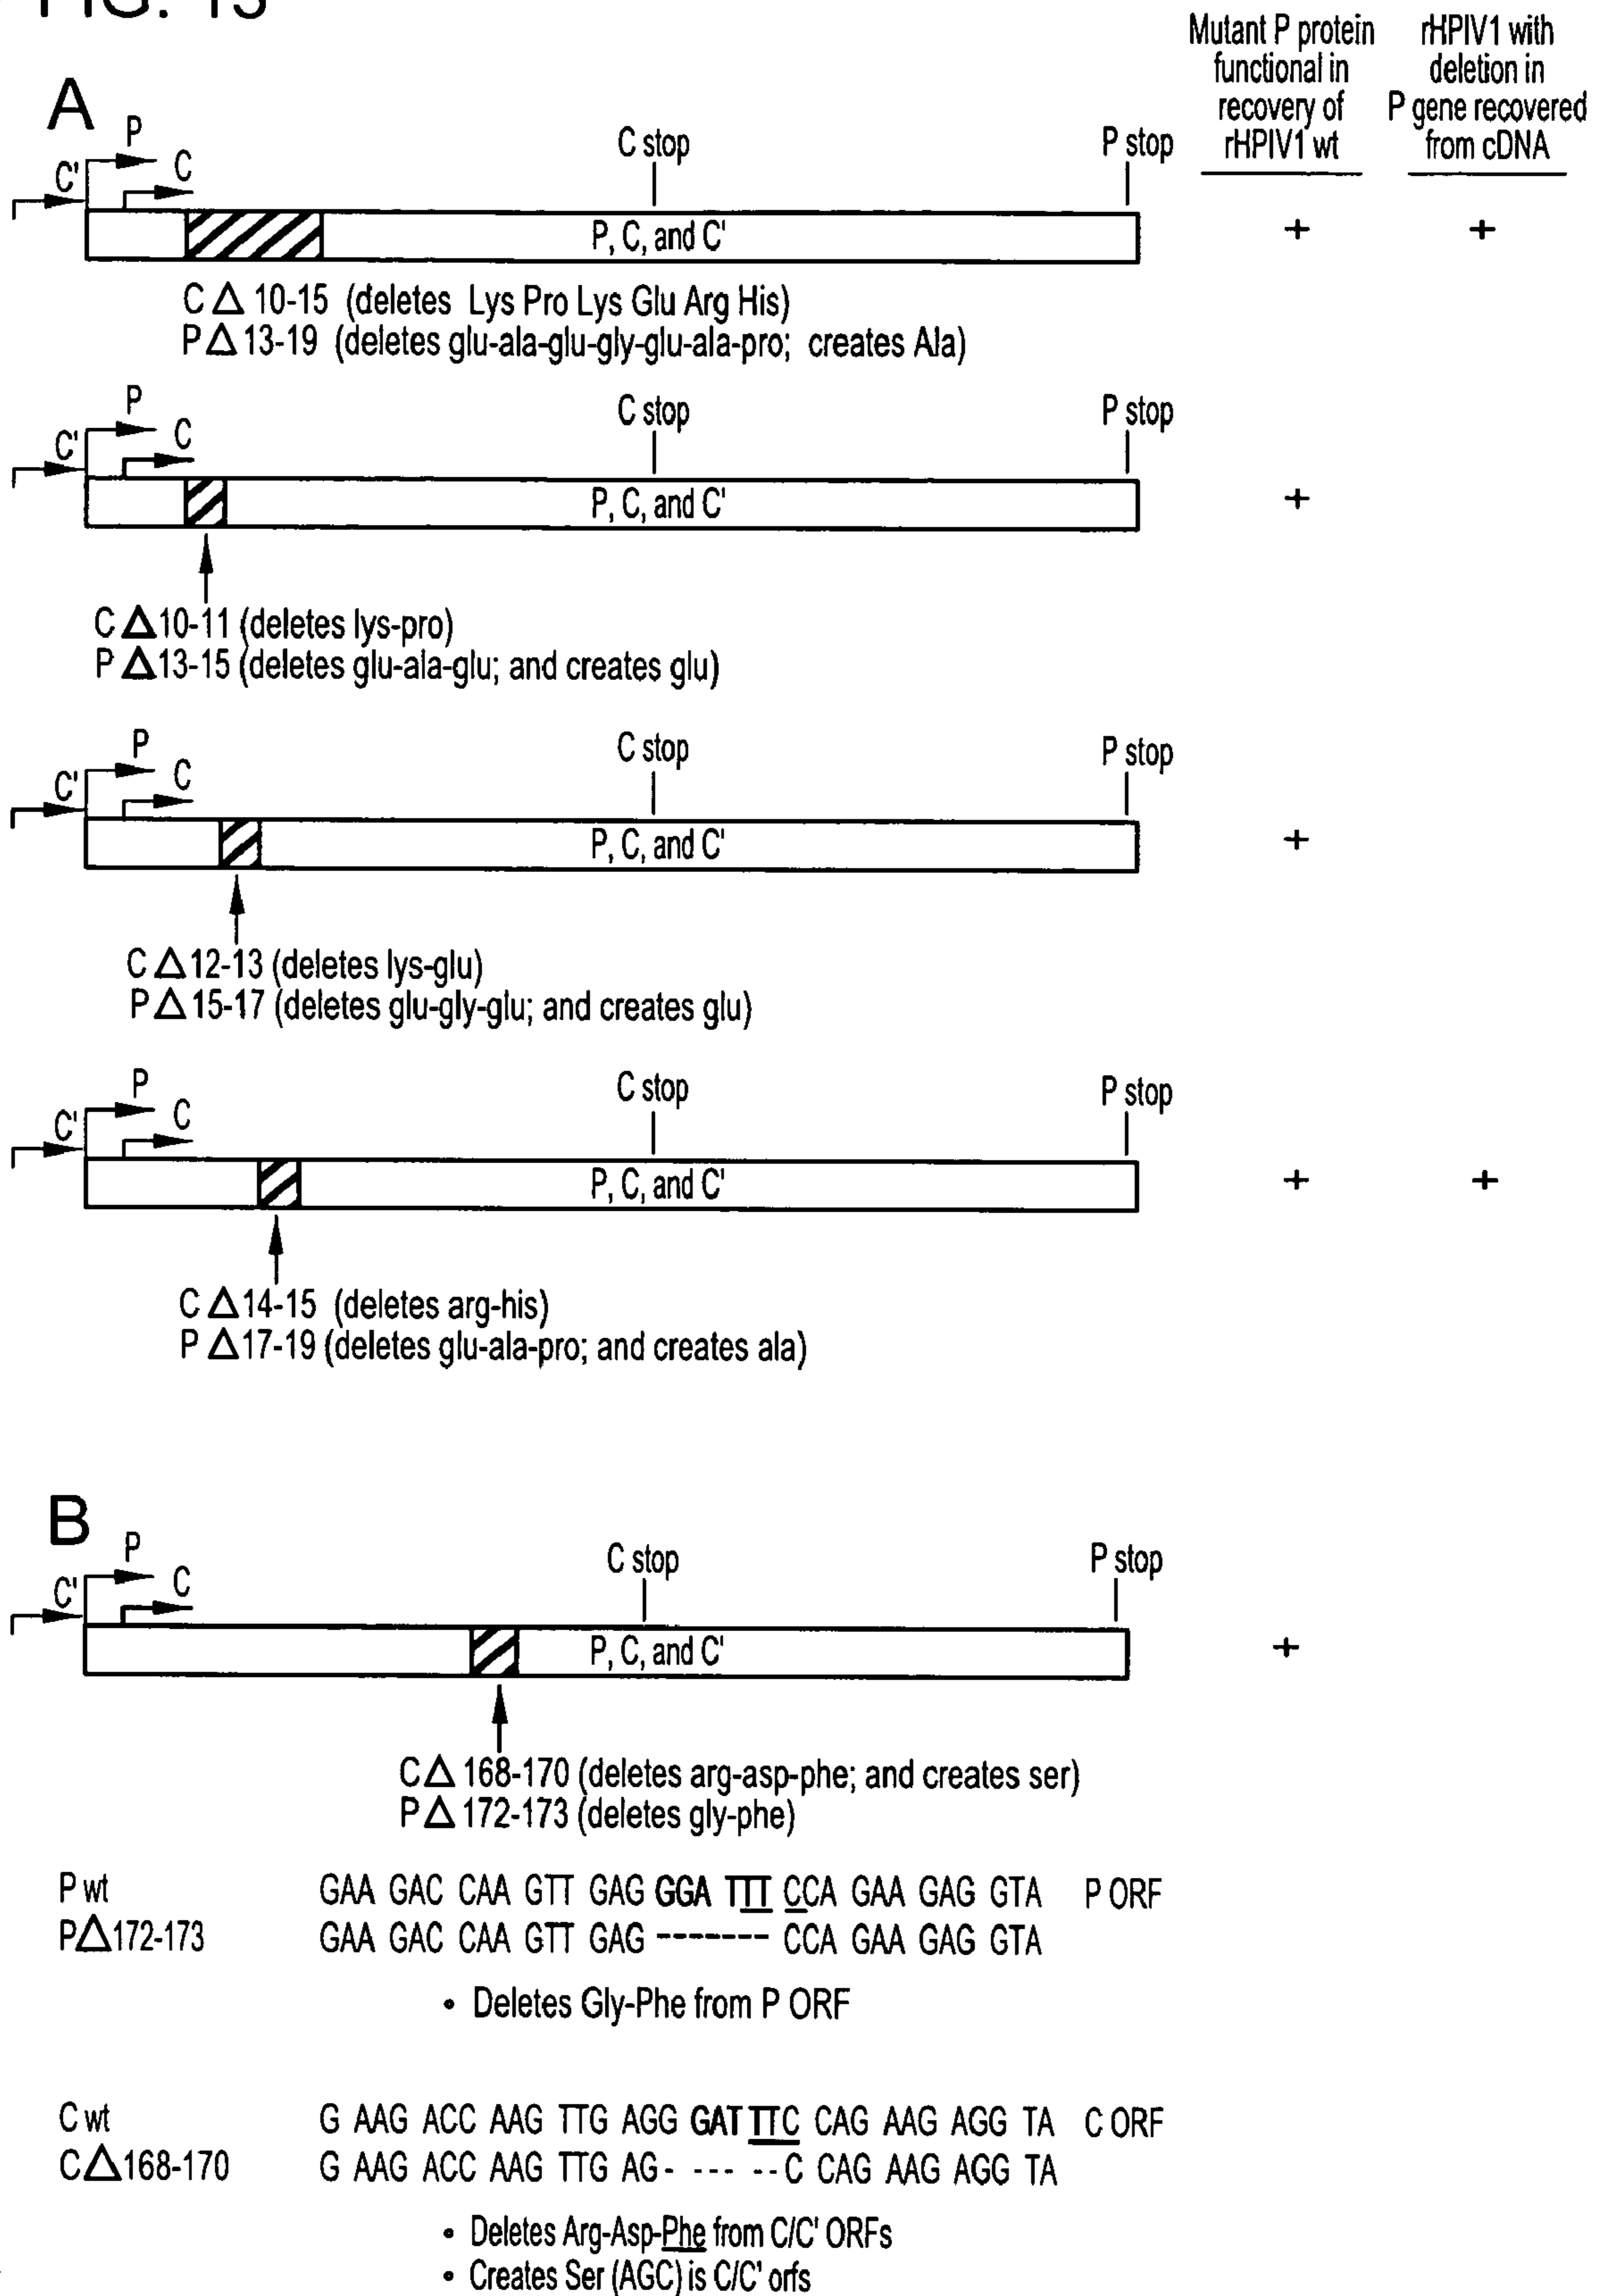 FIG. 13
Mutant P protein
functional in
recovery of
rHPIV1 wt
rHPIV1 with
deletion in
P gene recovered
from cDNA
A
C' P C C stop P stop
P, C, and C' + +
C Δ 10-15 (deletes Lys Pro Lys Glu Arg His)
P Δ 13-19 (deletes glu-ala-glu-gly-glu-ala-pro; creates Ala)
C' P C C stop P stop
P, C, and C' +
C Δ10-11 (deletes lys-pro)
P Δ13-15 (deletes glu-ala-glu; and creates glu)
C' P C C stop P stop
P, C, and C' +
C Δ12-13 (deletes lys-glu)
P Δ 15-17 (deletes glu-gly-glu; and creates glu)
C' P C C stop P stop
P, C, and C' + +
C Δ14-15 (deletes arg-his)
P Δ17-19 (deletes glu-ala-pro; and creates ala)
B
C' P C C stop P stop
P, C, and C' +
C Δ 168-170 (deletes arg-asp-phe; and creates ser)
P Δ 172-173 (deletes gly-phe)
P wt GAA GAC CAA GTT GAG GGA TTT CCA GAA GAG GTA P ORF
PΔ172-173 GAA GAC CAA GTT GAG ------- CCA GAA GAG GTA
• Deletes Gly-Phe from P ORF
C wt G AAG ACC AAG TTG AGG GAT TTC CAG AAG AGG TA C ORF
CΔ168-170 G AAG ACC AAG TTG AG- --- --C CAG AAG AGG TA
• Deletes Arg-Asp-Phe from C/C' ORFs
• Creates Ser (AGC) is C/C' orfs